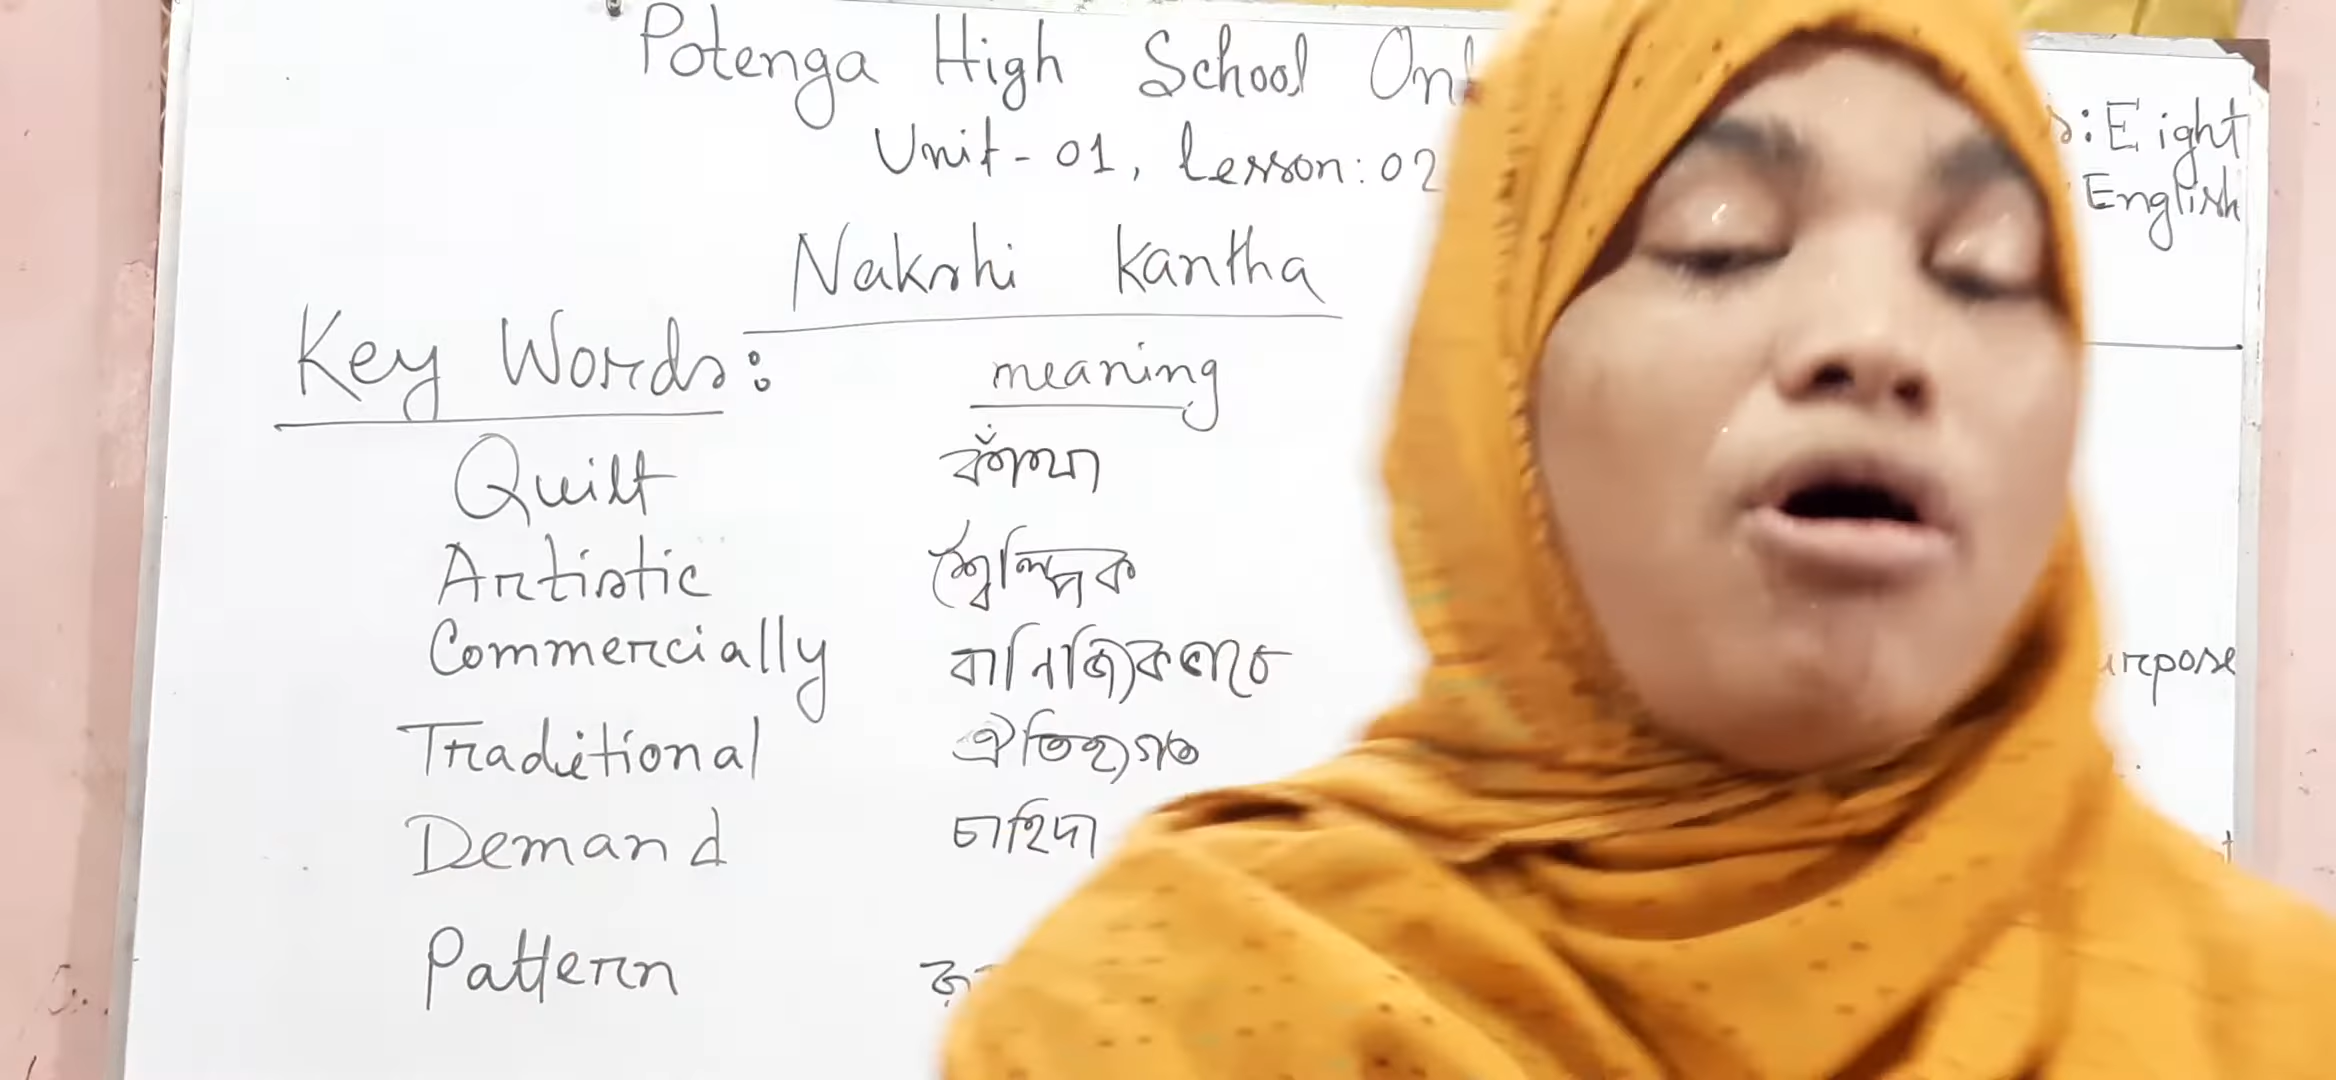 Potenga High School
Unit-01, Lesson: 02
: Eight
English
Nakshi Kantha
Key Words: meaning
Quilt কাঁথা
Artistic শৈল্পিক
Commercially বানিজ্যিকভাবে
Traditional ঐতিহ্যগত
Demand চাহিদা
Pattern